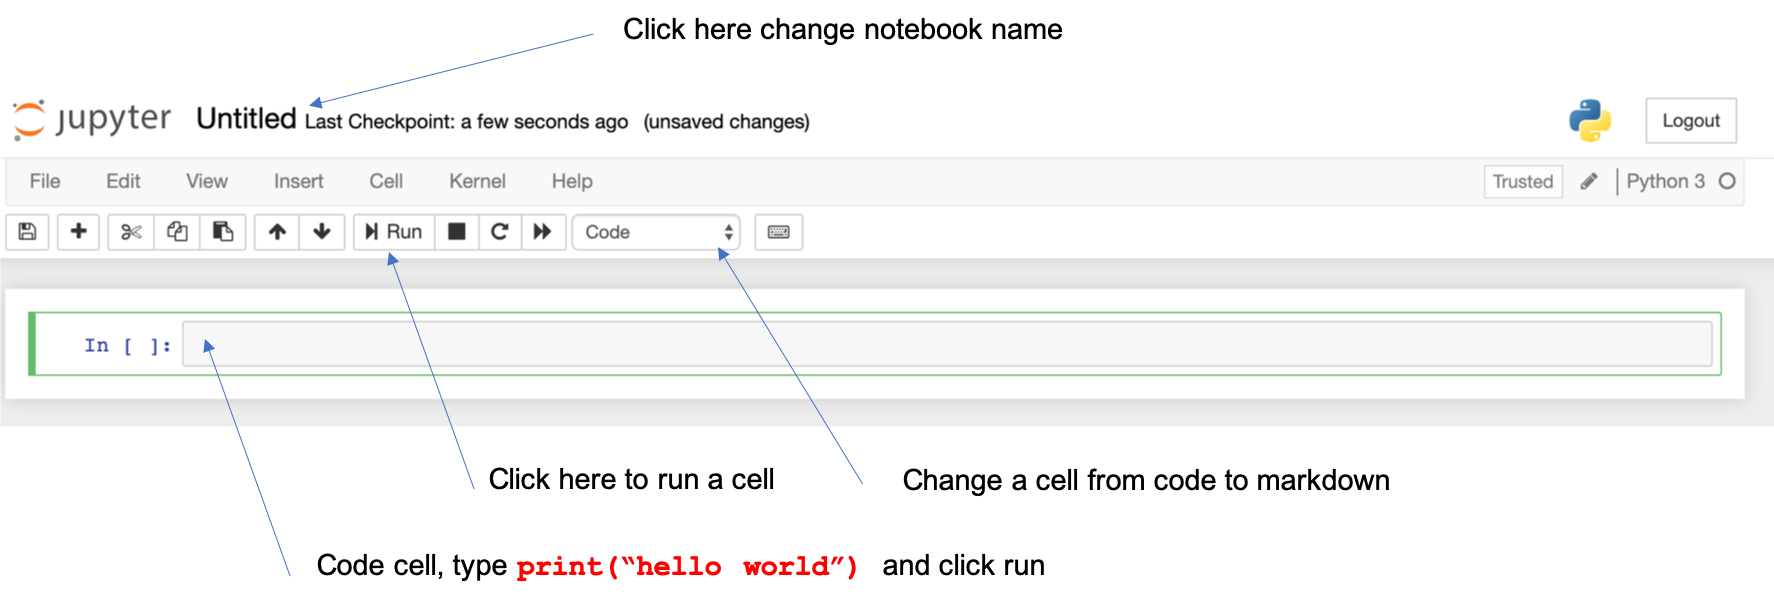 Click here change notebook name
jupyter Untitled Last Checkpoint: a few seconds ago (unsaved changes)
Logout
File Edit View Insert Cell Kernel Help
Trusted Python 3
Run Code
In [ ]:
Click here to run a cell
Change a cell from code to markdown
Code cell, type print(“hello world”) and click run